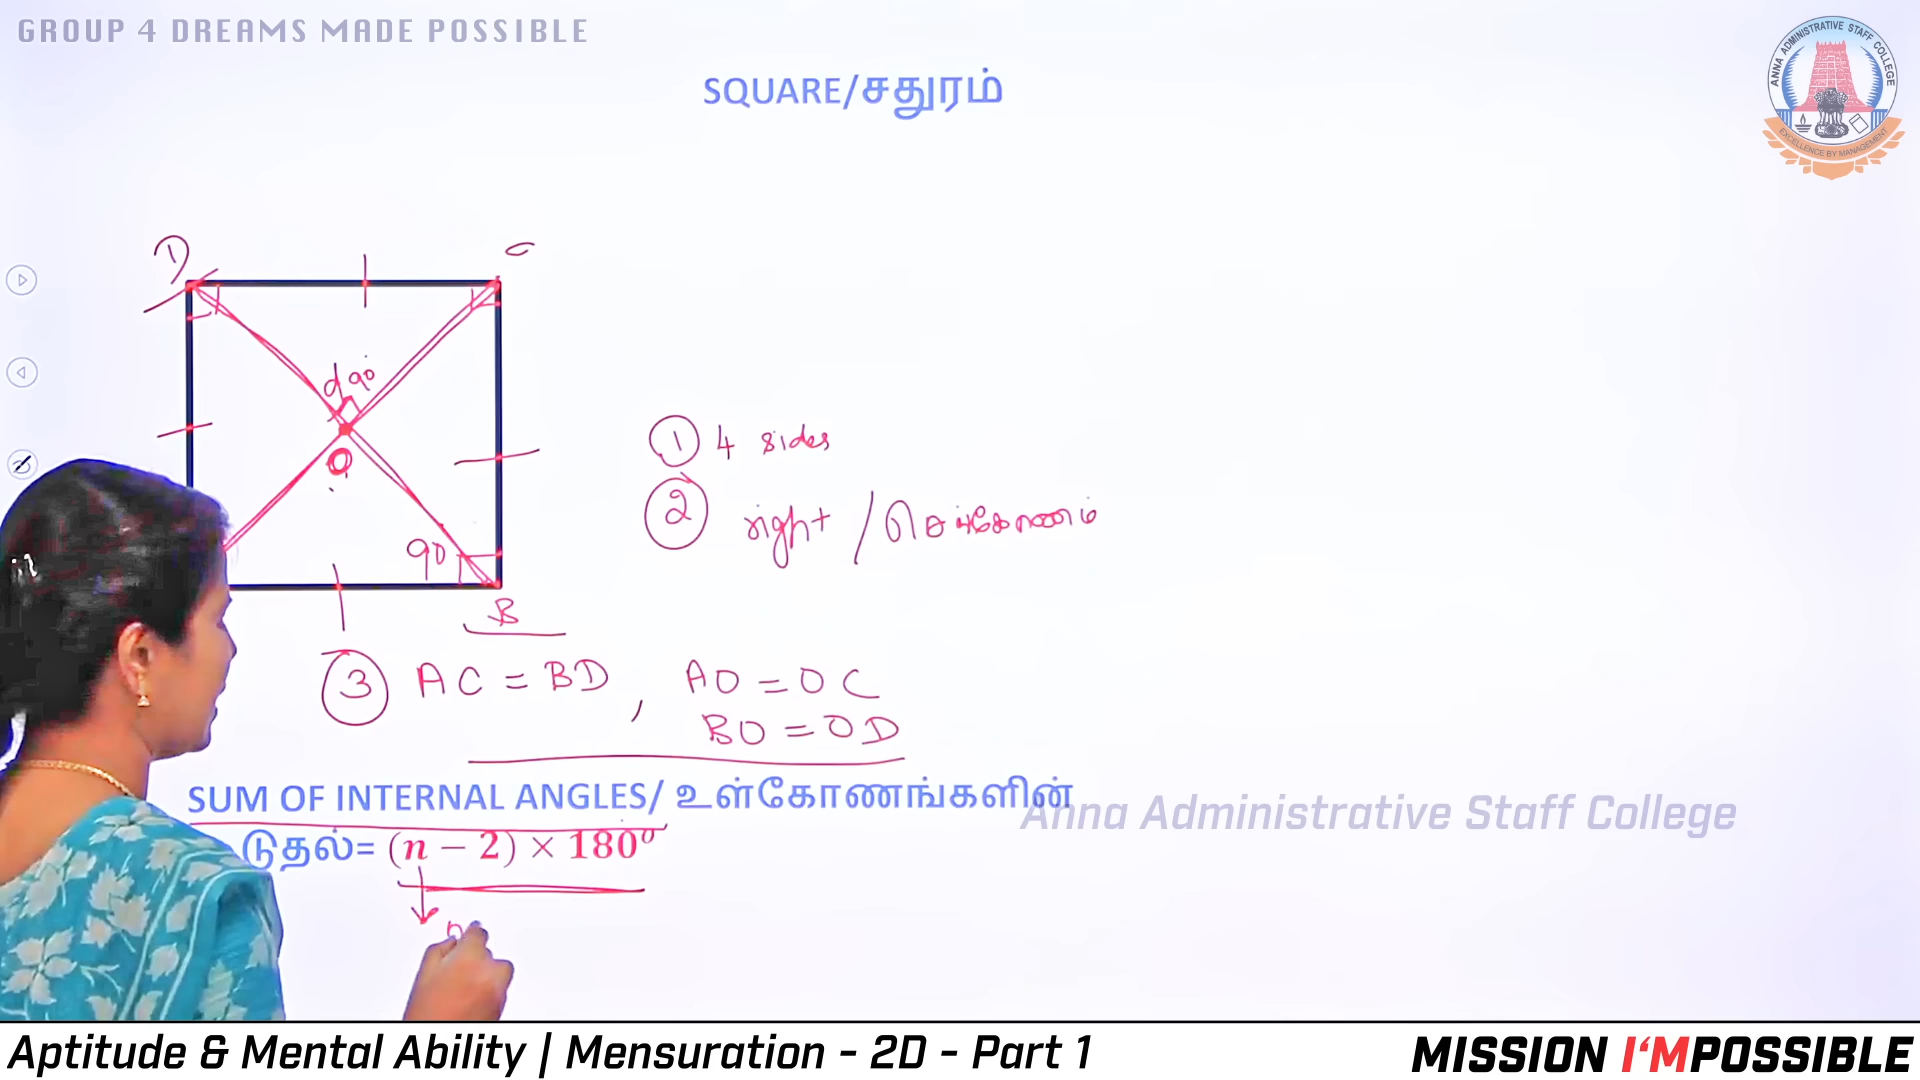 GROUP 4 DREAMS MADE POSSIBLE
SQUARE/சதுரம்
ANNA ADMINISTRATIVE STAFF COLLEGE
EXCELLENCE BY MANAGEMENT
D
C
d 90°
O
90
B
① 4 sides
② right / செங்கோணம்
③ AC = BD , AO = OC
BO = OD
SUM OF INTERNAL ANGLES/ உள்கோணங்களின்
டுதல்= (n − 2) × 180⁰
Anna Administrative Staff College
Aptitude & Mental Ability | Mensuration - 2D - Part 1
MISSION I'MPOSSIBLE